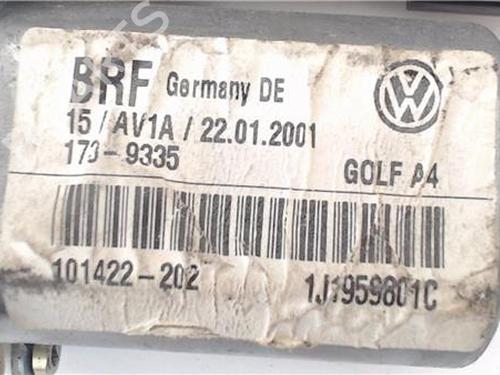 BRF Germany DE
15/AV1A/22.01.2001
173-9335
GOLF A4
101422-202
1J1959801C